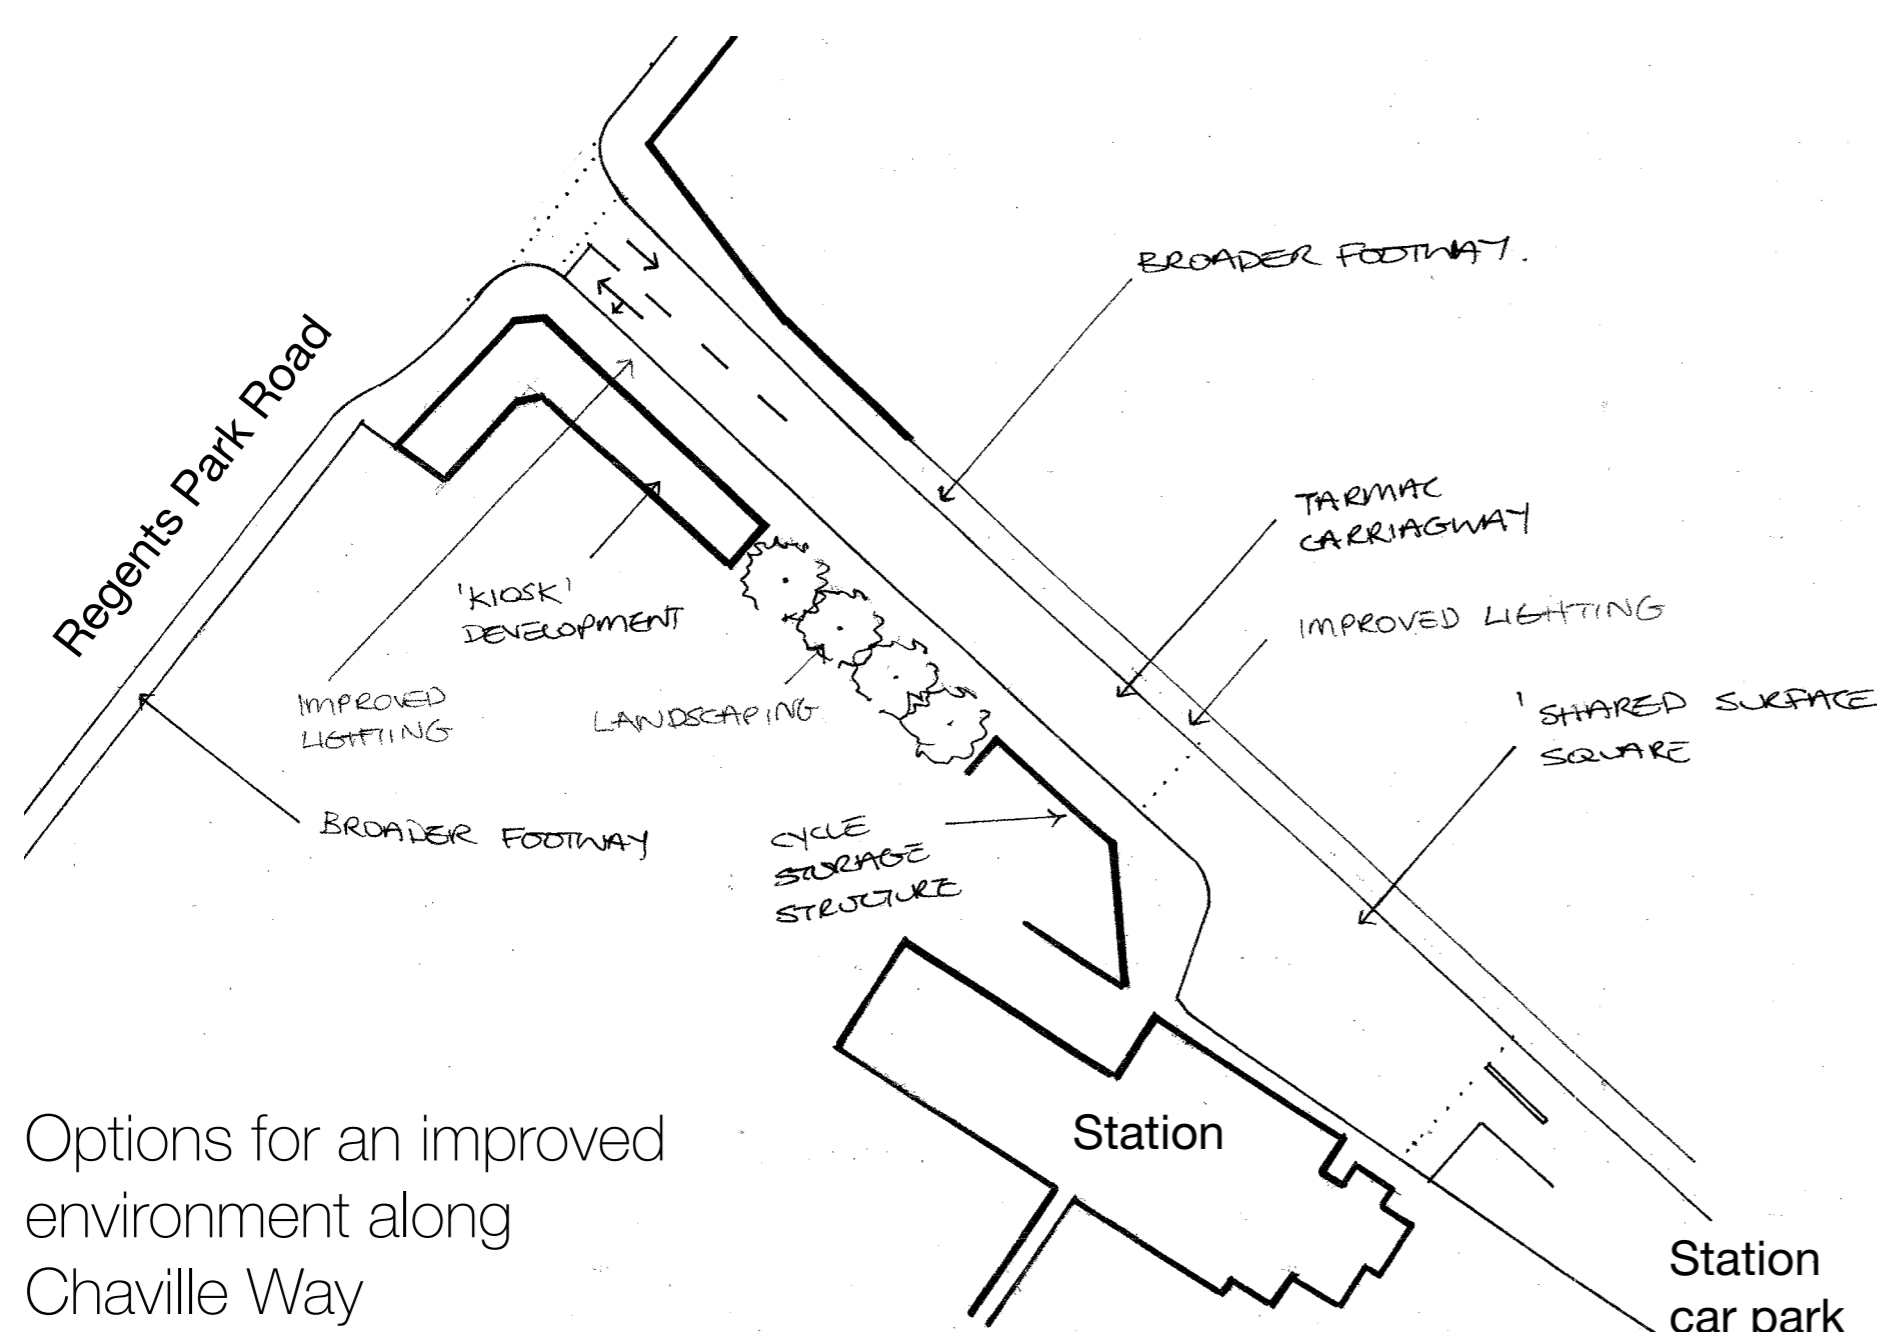 BROADER FOOTWAY.
Regents Park Road
TARMAC
CARRIAGWAY
'KIOSK'
DEVELOPMENT
IMPROVED LIGHTING
IMPROVED
LIGHTING
LANDSCAPING
' SHARED SURFACE
SQUARE
BROADER FOOTWAY
CYCLE
STORAGE
STRUCTURE
Options for an improved
environment along
Chaville Way
Station
Station
car park